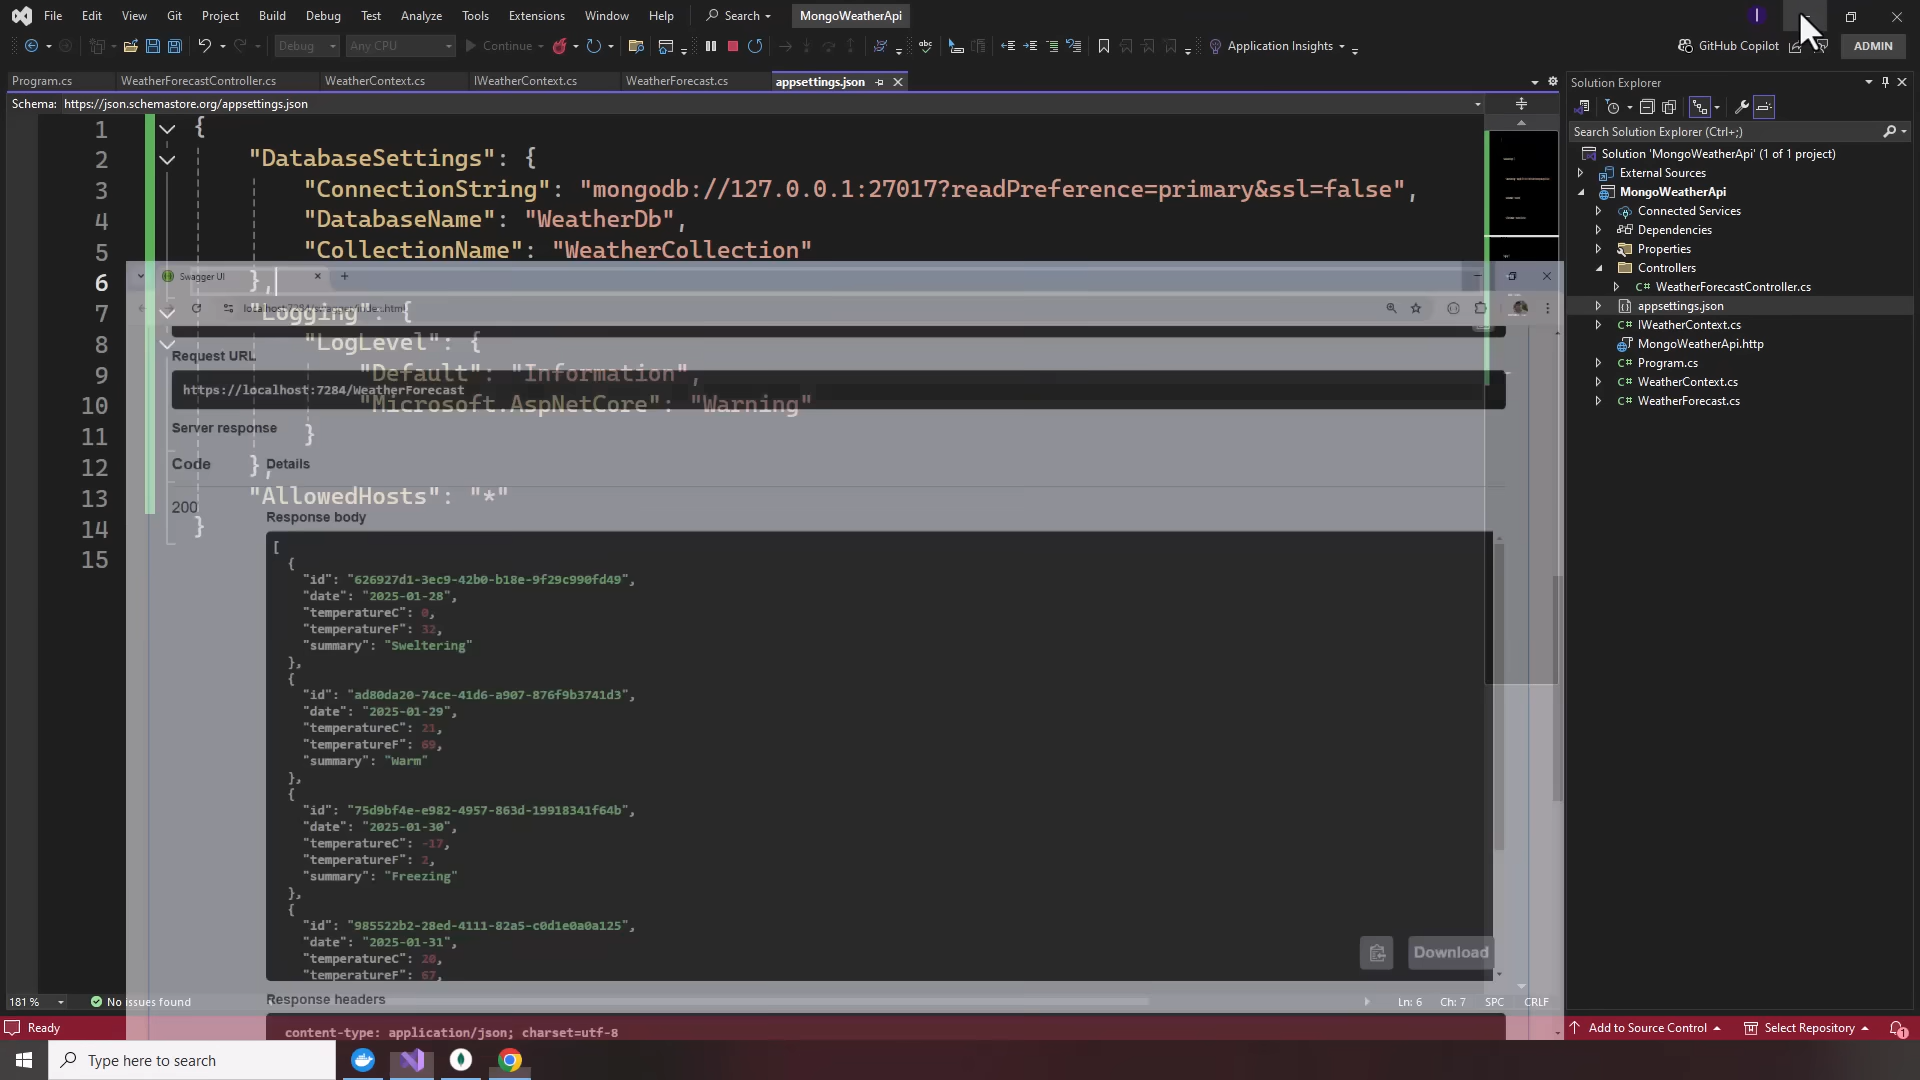 File Edit View Git Project Build Debug Test Analyze Tools Extensions Window Help Search MongoWeatherApi
Debug Any CPU Continue Application Insights GitHub Copilot ADMIN
Program.cs WeatherForecastController.cs WeatherContext.cs IWeatherContext.cs WeatherForecast.cs appsettings.json
Schema: https://json.schemastore.org/appsettings.json
1 {
2 "DatabaseSettings": {
3 "ConnectionString": "mongodb://127.0.0.1:27017?readPreference=primary&ssl=false",
4 "DatabaseName": "WeatherDb",
5 "CollectionName": "WeatherCollection"
6 },
7 "Logging": {
8 "LogLevel": {
9 "Default": "Information",
10 "Microsoft.AspNetCore": "Warning"
11 }
12 },
13 "AllowedHosts": "*"
14 }
15
Swagger UI
localhost:7284/swagger/index.html
Request URL
https://localhost:7284/WeatherForecast
Server response
Code Details
200
Response body
[
{
"id": "626927d1-3ec9-42b0-b18e-9f29c990fd49",
"date": "2025-01-28",
"temperatureC": 0,
"temperatureF": 32,
"summary": "Sweltering"
},
{
"id": "ad80da20-74ce-41d6-a907-876f9b3741d3",
"date": "2025-01-29",
"temperatureC": 21,
"temperatureF": 69,
"summary": "Warm"
},
{
"id": "75d9bf4e-e982-4957-863d-19918341f64b",
"date": "2025-01-30",
"temperatureC": -17,
"temperatureF": 2,
"summary": "Freezing"
},
{
"id": "985522b2-28ed-4111-82a5-c0d1e0a0a125",
"date": "2025-01-31",
"temperatureC": 20,
"temperatureF": 67,
Download
Response headers
content-type: application/json; charset=utf-8
Solution Explorer
Search Solution Explorer (Ctrl+;)
Solution 'MongoWeatherApi' (1 of 1 project)
External Sources
MongoWeatherApi
Connected Services
Dependencies
Properties
Controllers
C# WeatherForecastController.cs
appsettings.json
C# IWeatherContext.cs
MongoWeatherApi.http
C# Program.cs
C# WeatherContext.cs
C# WeatherForecast.cs
181 % No issues found Ln: 6 Ch: 7 SPC CRLF
Ready Add to Source Control Select Repository 1
Type here to search